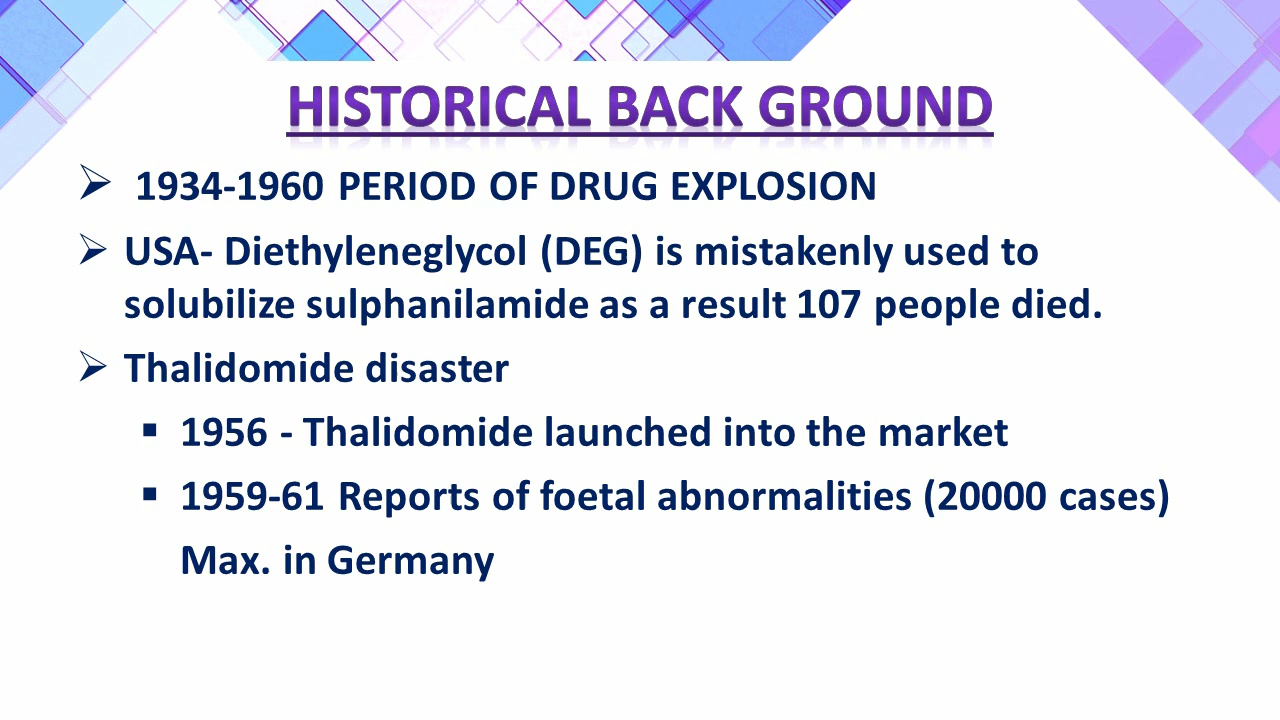 HISTORICAL BACK GROUND
➢ 1934-1960 PERIOD OF DRUG EXPLOSION
➢ USA- Diethyleneglycol (DEG) is mistakenly used to
solubilize sulphanilamide as a result 107 people died.
➢ Thalidomide disaster
▪ 1956 - Thalidomide launched into the market
▪ 1959-61 Reports of foetal abnormalities (20000 cases)
Max. in Germany